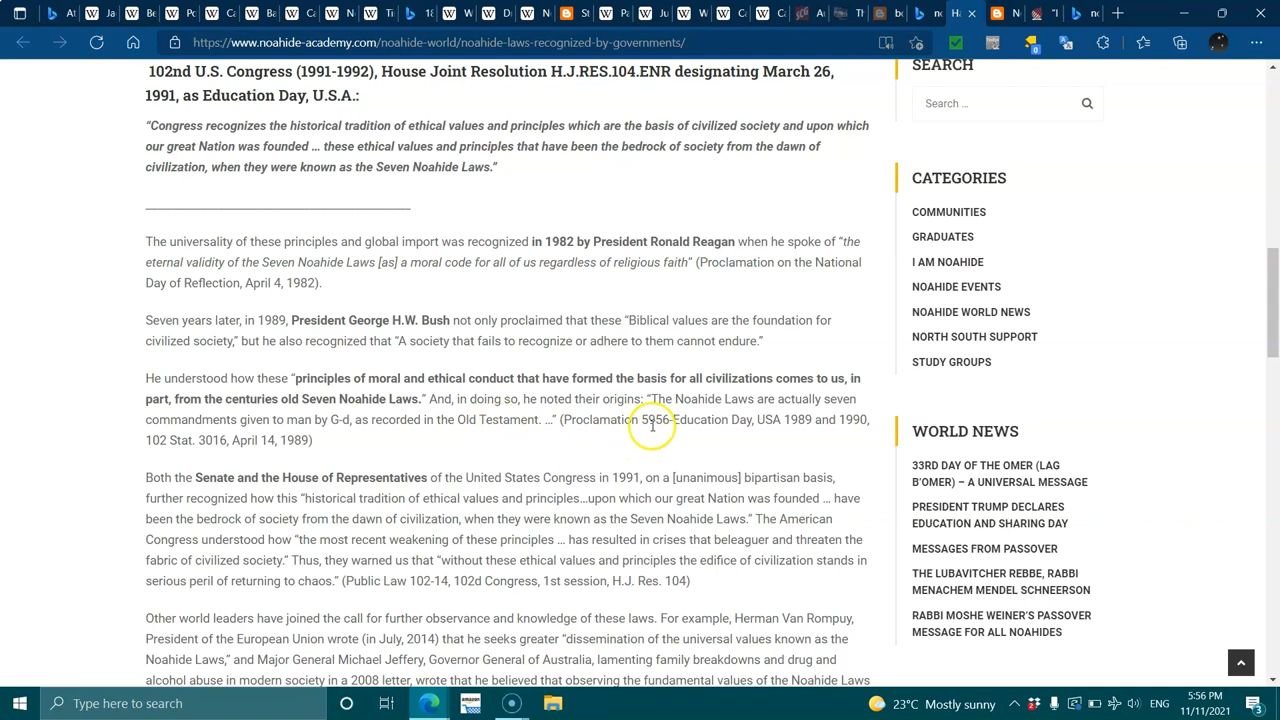 https://www.noahide-academy.com/noahide-world/noahide-laws-recognized-by-governments/
102nd U.S. Congress (1991-1992), House Joint Resolution H.J.RES.104.ENR designating March 26,
1991, as Education Day, U.S.A.:
“Congress recognizes the historical tradition of ethical values and principles which are the basis of civilized society and upon which
our great Nation was founded … these ethical values and principles that have been the bedrock of society from the dawn of
civilization, when they were known as the Seven Noahide Laws.”
The universality of these principles and global import was recognized in 1982 by President Ronald Reagan when he spoke of “the
eternal validity of the Seven Noahide Laws [as] a moral code for all of us regardless of religious faith” (Proclamation on the National
Day of Reflection, April 4, 1982).
Seven years later, in 1989, President George H.W. Bush not only proclaimed that these “Biblical values are the foundation for
civilized society,” but he also recognized that “A society that fails to recognize or adhere to them cannot endure.”
He understood how these “principles of moral and ethical conduct that have formed the basis for all civilizations comes to us, in
part, from the centuries old Seven Noahide Laws.” And, in doing so, he noted their origins: “The Noahide Laws are actually seven
commandments given to man by G-d, as recorded in the Old Testament. …” (Proclamation 5956-Education Day, USA 1989 and 1990,
102 Stat. 3016, April 14, 1989)
Both the Senate and the House of Representatives of the United States Congress in 1991, on a [unanimous] bipartisan basis,
further recognized how this “historical tradition of ethical values and principles…upon which our great Nation was founded … have
been the bedrock of society from the dawn of civilization, when they were known as the Seven Noahide Laws.” The American
Congress understood how “the most recent weakening of these principles … has resulted in crises that beleaguer and threaten the
fabric of civilized society.” Thus, they warned us that “without these ethical values and principles the edifice of civilization stands in
serious peril of returning to chaos.” (Public Law 102-14, 102d Congress, 1st session, H.J. Res. 104)
Other world leaders have joined the call for further observance and knowledge of these laws. For example, Herman Van Rompuy,
President of the European Union wrote (in July, 2014) that he seeks greater “dissemination of the universal values known as the
Noahide Laws,” and Major General Michael Jeffery, Governor General of Australia, lamenting family breakdowns and drug and
alcohol abuse in modern society in a 2008 letter, wrote that he believed that observing the fundamental values of the Noahide Laws
SEARCH
Search …
CATEGORIES
COMMUNITIES
GRADUATES
I AM NOAHIDE
NOAHIDE EVENTS
NOAHIDE WORLD NEWS
NORTH SOUTH SUPPORT
STUDY GROUPS
WORLD NEWS
33RD DAY OF THE OMER (LAG
B’OMER) – A UNIVERSAL MESSAGE
PRESIDENT TRUMP DECLARES
EDUCATION AND SHARING DAY
MESSAGES FROM PASSOVER
THE LUBAVITCHER REBBE, RABBI
MENACHEM MENDEL SCHNEERSON
RABBI MOSHE WEINER’S PASSOVER
MESSAGE FOR ALL NOAHIDES
Type here to search
amazon
23°C Mostly sunny
5:56 PM
11/11/2021